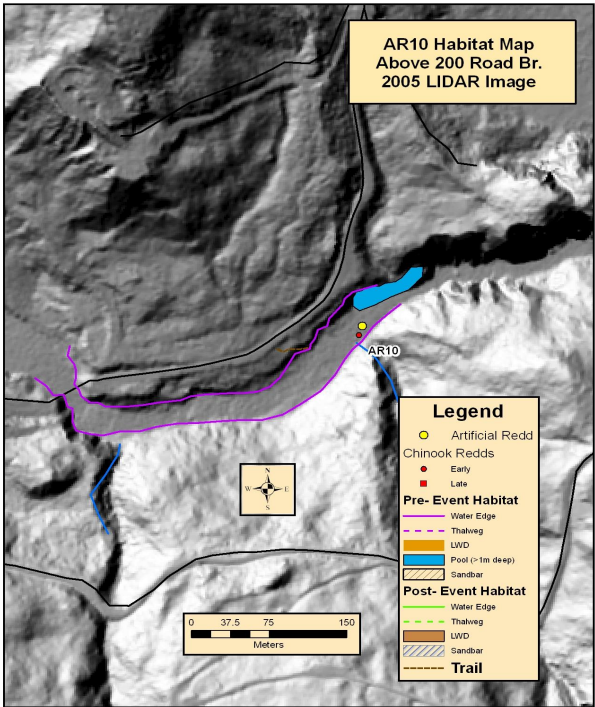 AR10 Habitat Map
Above 200 Road Br.
2005 LIDAR Image
AR10
Legend
Artificial Redd
Chinook Redds
Early
Late
Pre- Event Habitat
Water Edge
Thalweg
LWD
Pool (>1m deep)
Sandbar
Post- Event Habitat
Water Edge
Thalweg
LWD
Sandbar
Trail
N
W E
S
0 37.5 75 150
Meters